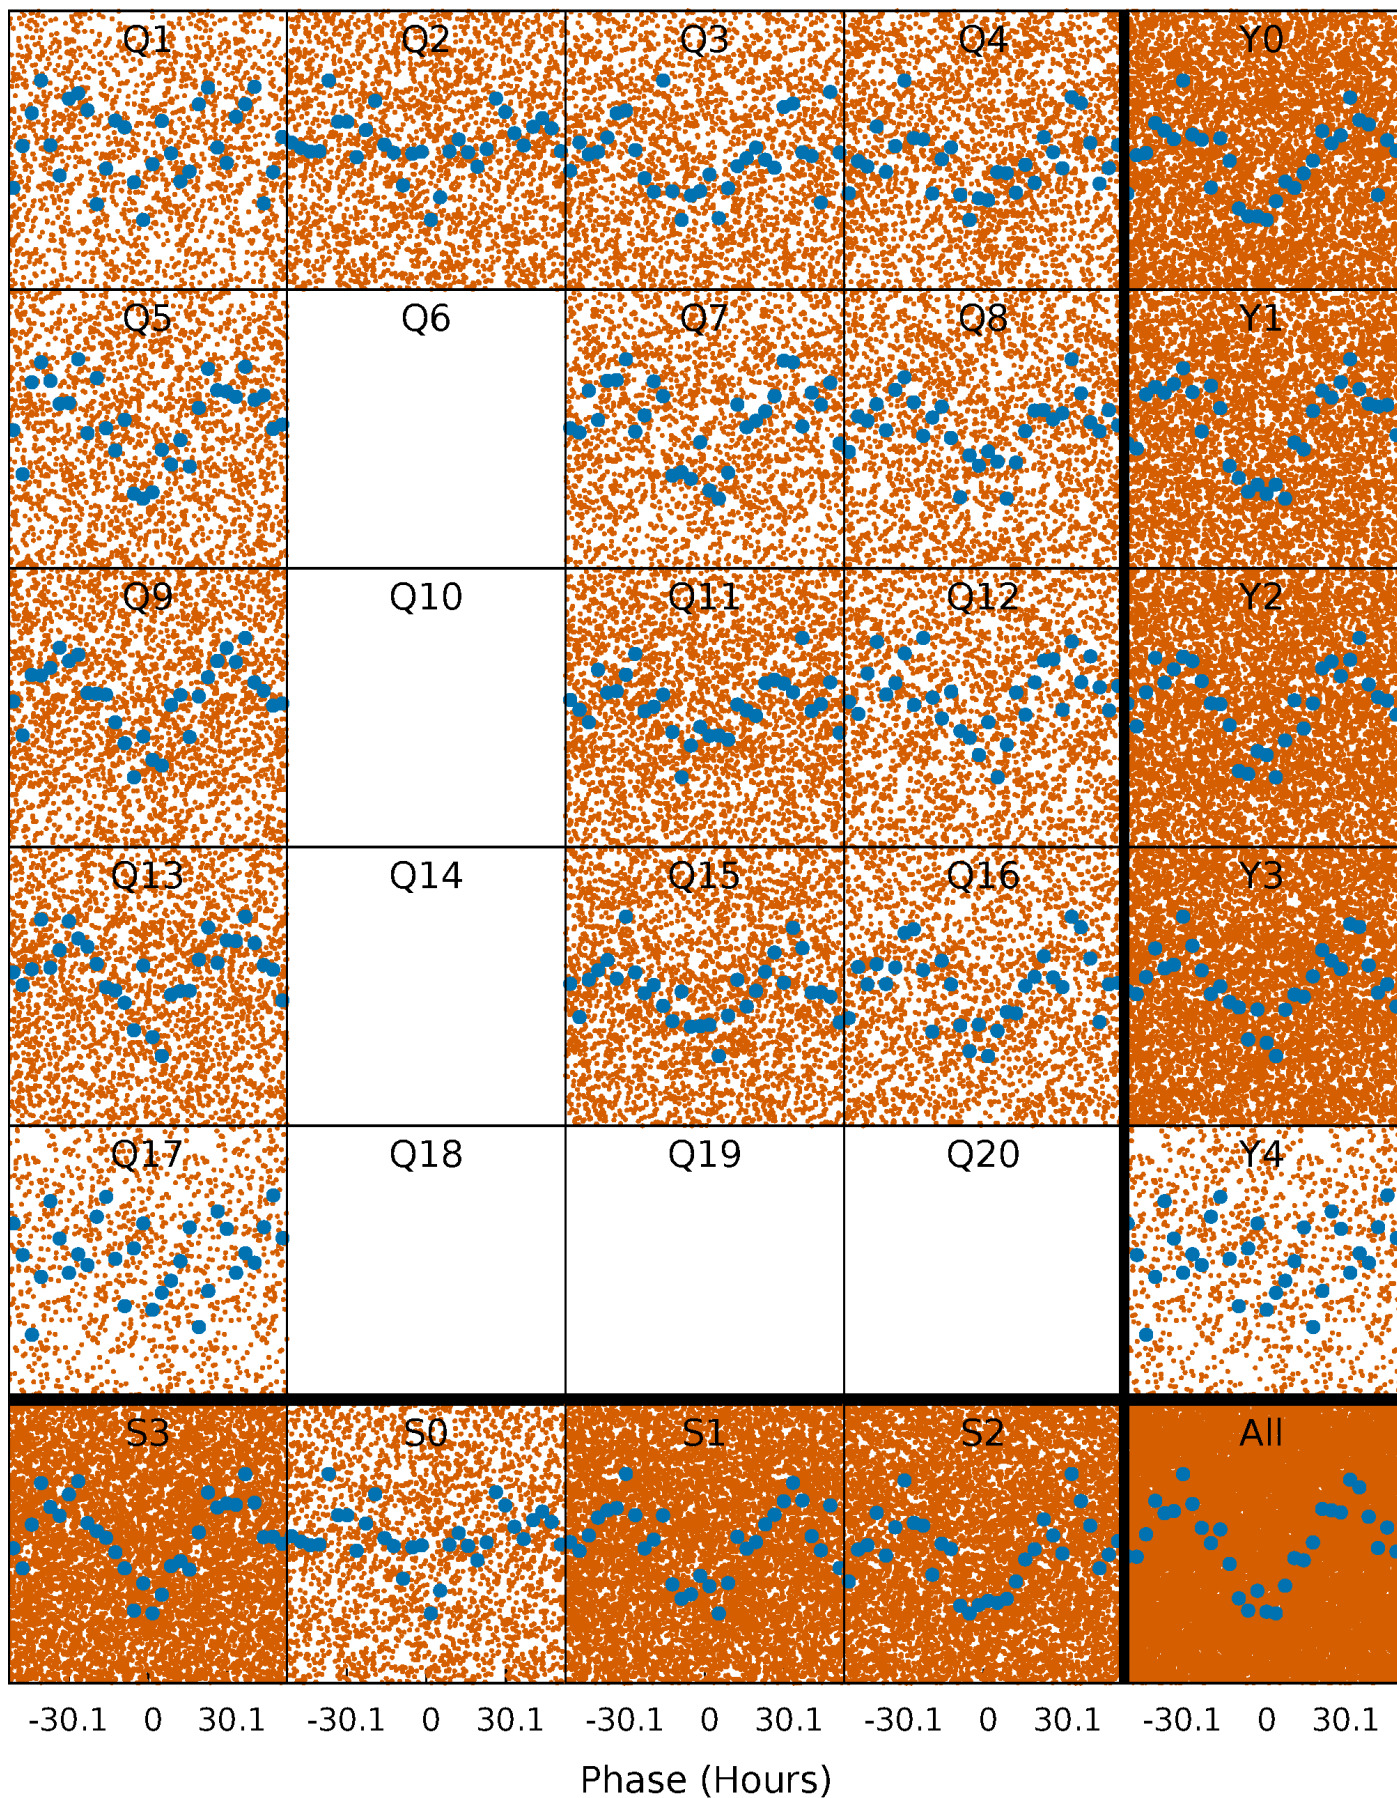 Q1 Q2 Q3 Q4 Y0
Q5 Q6 Q7 Q8 Y1
Q9 Q10 Q11 Q12 Y2
Q13 Q14 Q15 Q16 Y3
Q17 Q18 Q19 Q20 Y4
S3 S0 S1 S2 All
-30.1 0 30.1 -30.1 0 30.1 -30.1 0 30.1 -30.1 0 30.1 -30.1 0 30.1
Phase (Hours)